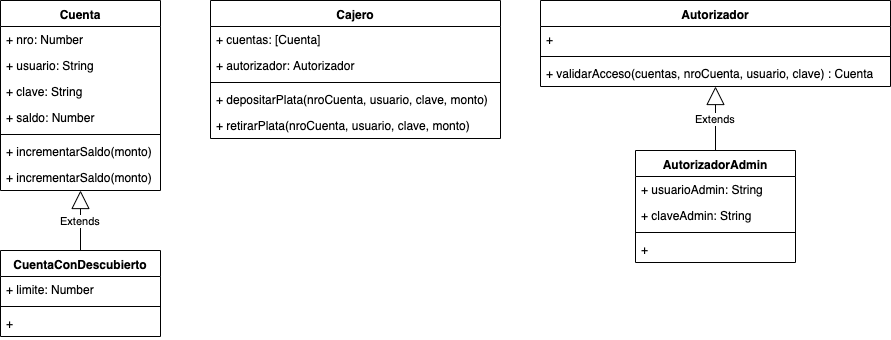 Cuenta
+ nro: Number
+ usuario: String
+ clave: String
+ saldo: Number
+ incrementarSaldo(monto)
+ incrementarSaldo(monto)
Extends
CuentaConDescubierto
+ limite: Number
+
Cajero
+ cuentas: [Cuenta]
+ autorizador: Autorizador
+ depositarPlata(nroCuenta, usuario, clave, monto)
+ retirarPlata(nroCuenta, usuario, clave, monto)
Autorizador
+
+ validarAcceso(cuentas, nroCuenta, usuario, clave) : Cuenta
Extends
AutorizadorAdmin
+ usuarioAdmin: String
+ claveAdmin: String
+